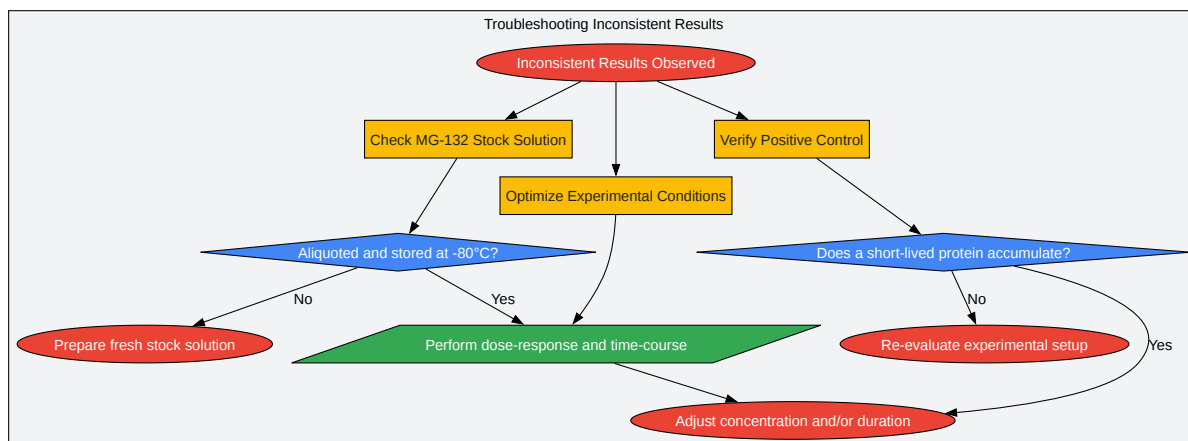 Troubleshooting Inconsistent Results
Inconsistent Results Observed
Check MG-132 Stock Solution
Verify Positive Control
Optimize Experimental Conditions
Aliquoted and stored at -80°C?
Does a short-lived protein accumulate?
No
Yes
No
Prepare fresh stock solution
Perform dose-response and time-course
Re-evaluate experimental setup
Yes
Adjust concentration and/or duration